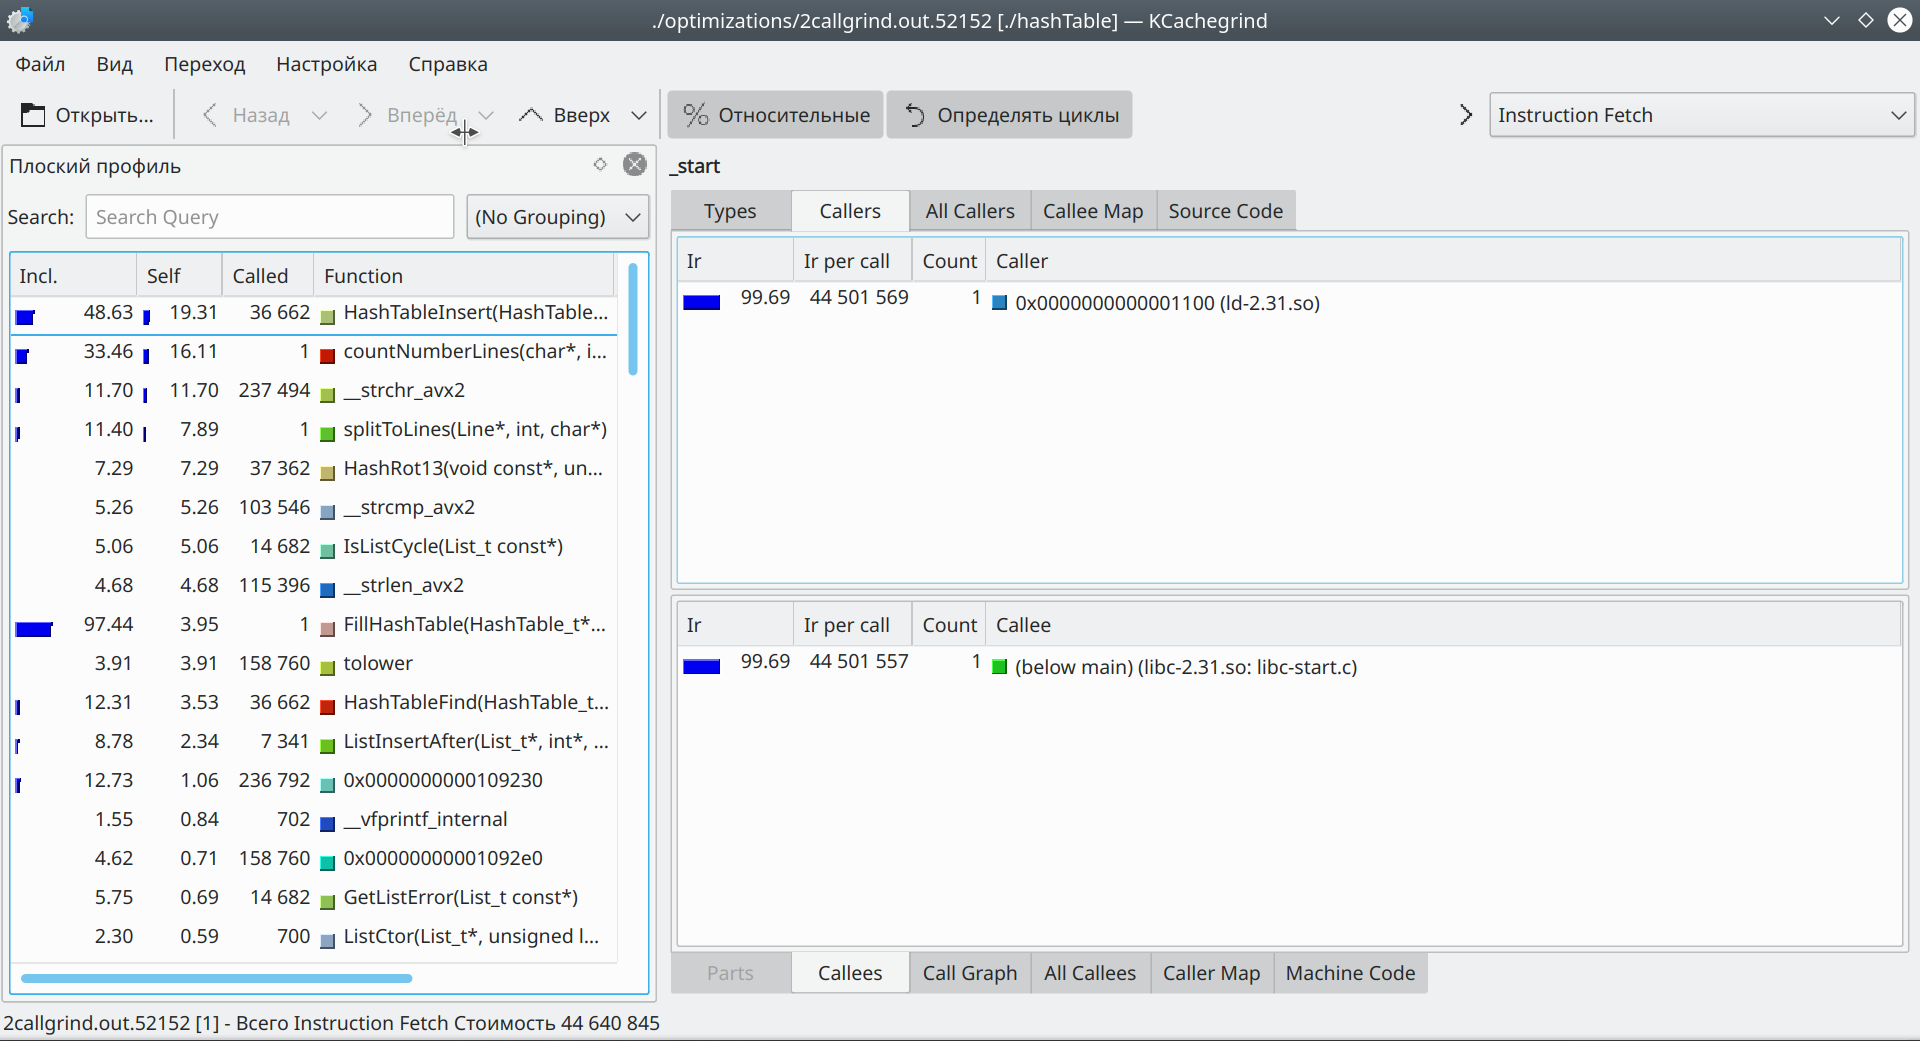 ./optimizations/2callgrind.out.52152 [./hashTable] — KCachegrind
Файл Вид Переход Настройка Справка
Открыть... Назад Вперёд Вверх Относительные Определять циклы Instruction Fetch
Плоский профиль
Search: Search Query (No Grouping)
Incl. Self Called Function
48.63 19.31 36 662 HashTableInsert(HashTable...
33.46 16.11 1 countNumberLines(char*, i...
11.70 11.70 237 494 __strchr_avx2
11.40 7.89 1 splitToLines(Line*, int, char*)
7.29 7.29 37 362 HashRot13(void const*, un...
5.26 5.26 103 546 __strcmp_avx2
5.06 5.06 14 682 IsListCycle(List_t const*)
4.68 4.68 115 396 __strlen_avx2
97.44 3.95 1 FillHashTable(HashTable_t*...
3.91 3.91 158 760 tolower
12.31 3.53 36 662 HashTableFind(HashTable_t...
8.78 2.34 7 341 ListInsertAfter(List_t*, int*, ...
12.73 1.06 236 792 0x0000000000109230
1.55 0.84 702 __vfprintf_internal
4.62 0.71 158 760 0x00000000001092e0
5.75 0.69 14 682 GetListError(List_t const*)
2.30 0.59 700 ListCtor(List_t*, unsigned l...
_start
Types Callers All Callers Callee Map Source Code
Ir Ir per call Count Caller
99.69 44 501 569 1 0x0000000000001100 (ld-2.31.so)
Ir Ir per call Count Callee
99.69 44 501 557 1 (below main) (libc-2.31.so: libc-start.c)
Parts Callees Call Graph All Callees Caller Map Machine Code
2callgrind.out.52152 [1] - Всего Instruction Fetch Стоимость 44 640 845